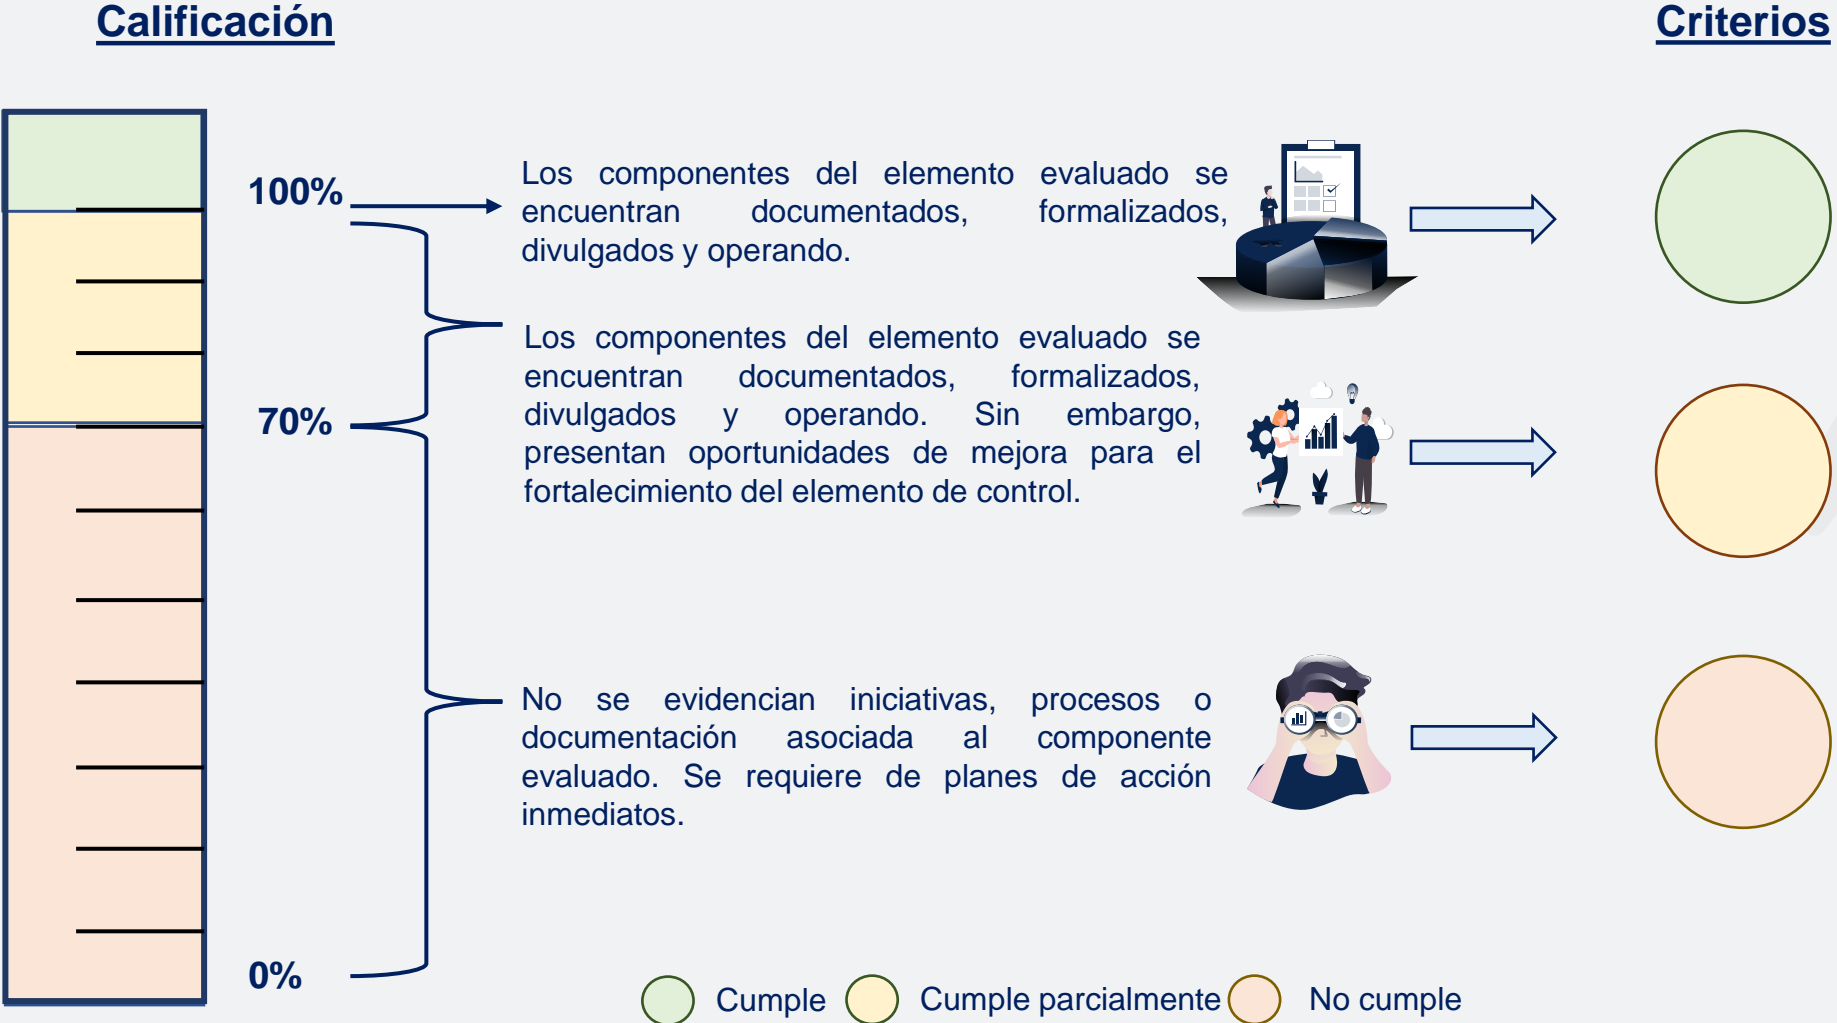 Calificación
Criterios
100%
Los componentes del elemento evaluado se
encuentran documentados, formalizados,
divulgados y operando.
Los componentes del elemento evaluado se
encuentran documentados, formalizados,
divulgados y operando. Sin embargo,
presentan oportunidades de mejora para el
fortalecimiento del elemento de control.
70%
No se evidencian iniciativas, procesos o
documentación asociada al componente
evaluado. Se requiere de planes de acción
inmediatos.
0%
Cumple
Cumple parcialmente
No cumple